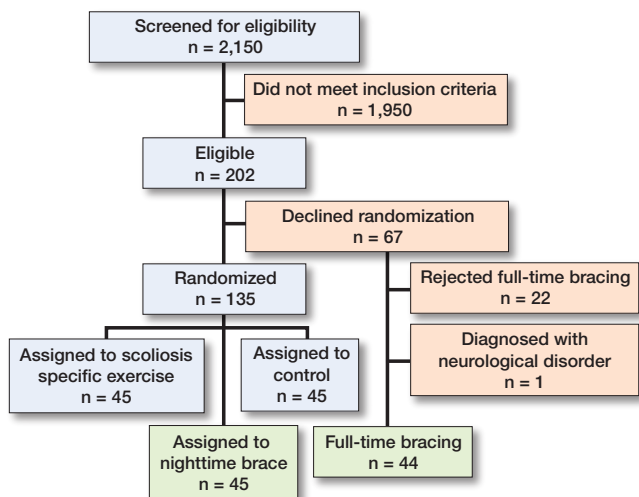 Screened for eligibility
n = 2,150
Did not meet inclusion criteria
n = 1,950
Eligible
n = 202
Declined randomization
n = 67
Randomized
n = 135
Rejected full-time bracing
n = 22
Assigned to scoliosis
specific exercise
n = 45
Assigned to
control
n = 45
Diagnosed with
neurological disorder
n = 1
Assigned to
nighttime brace
n = 45
Full-time bracing
n = 44